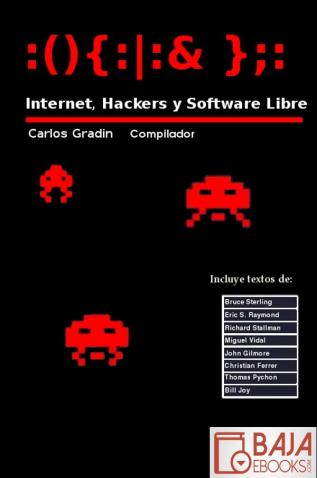 :(){:|:& };:
Internet, Hackers y Software Libre
Carlos Gradin Compilador
Incluye textos de:
Bruce Sterling
Eric S. Raymond
Richard Stallman
Miguel Vidal
John Gilmore
Christian Ferrer
Thomas Pychon
Bill Joy
BAJA
EBOOKS.COM